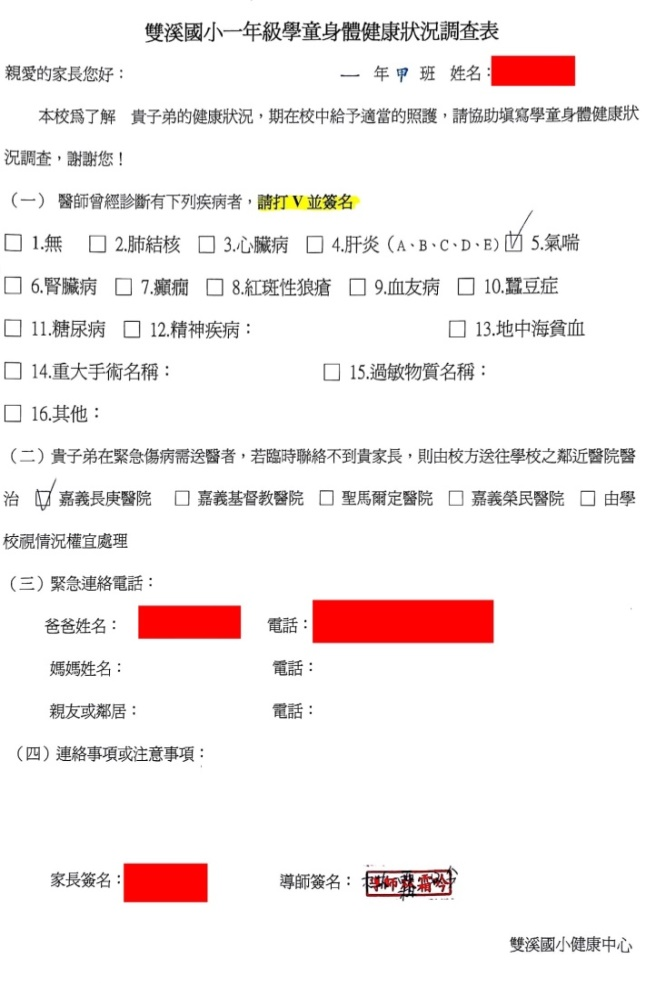 雙溪國小一年級學童身體健康狀況調查表
親愛的家長您好： 一 年 甲 班 姓名：
本校為了解 貴子弟的健康狀況，期在校中給予適當的照護，請協助填寫學童身體健康狀
況調查，謝謝您！
（一） 醫師曾經診斷有下列疾病者，請打 V 並簽名
□ 1.無 □ 2.肺結核 □ 3.心臟病 □ 4.肝炎（A、B、C、D、E）☑ 5.氣喘
□ 6.腎臟病 □ 7.癲癇 □ 8.紅斑性狼瘡 □ 9.血友病 □ 10.蠶豆症
□ 11.糖尿病 □ 12.精神疾病： □ 13.地中海貧血
□ 14.重大手術名稱： □ 15.過敏物質名稱：
□ 16.其他：
（二）貴子弟在緊急傷病需送醫者，若臨時聯絡不到貴家長，則由校方送往學校之鄰近醫院醫
治 ☑ 嘉義長庚醫院 □ 嘉義基督教醫院 □ 聖馬爾定醫院 □ 嘉義榮民醫院 □ 由學
校視情況權宜處理
（三）緊急連絡電話：
爸爸姓名： 電話：
媽媽姓名： 電話：
親友或鄰居： 電話：
（四）連絡事項或注意事項：
家長簽名： 導師簽名：
雙溪國小健康中心